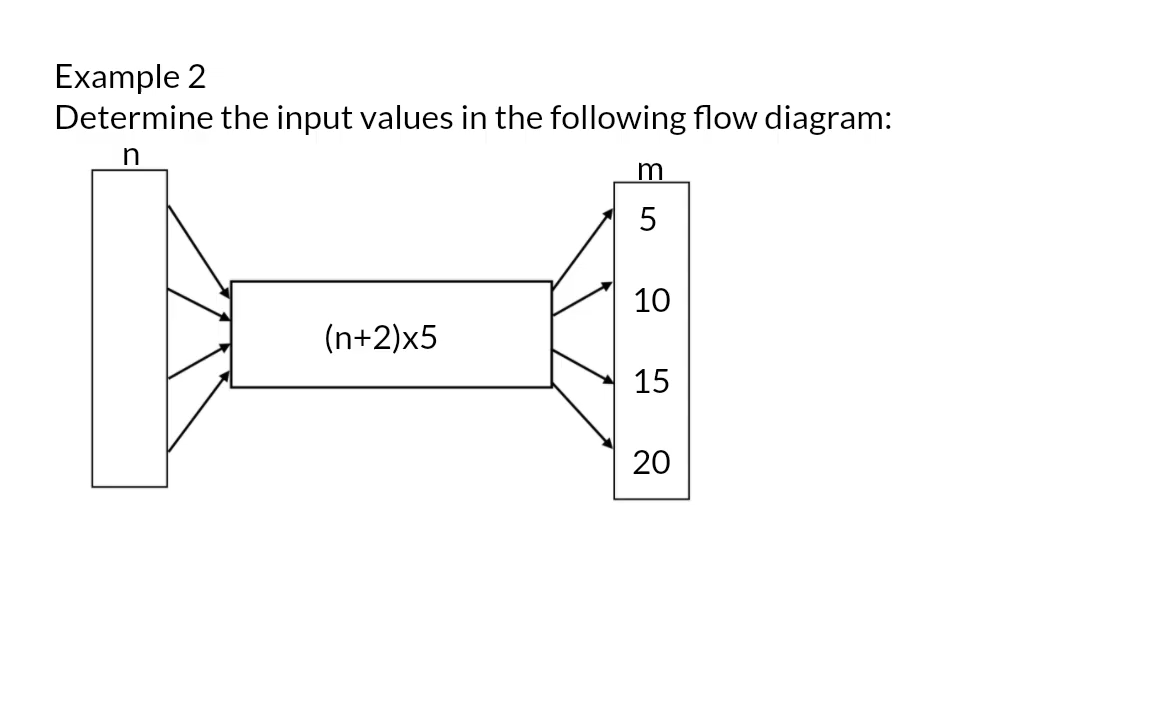 Example 2
Determine the input values in the following flow diagram:
n
m
5
10
(n+2)x5
15
20